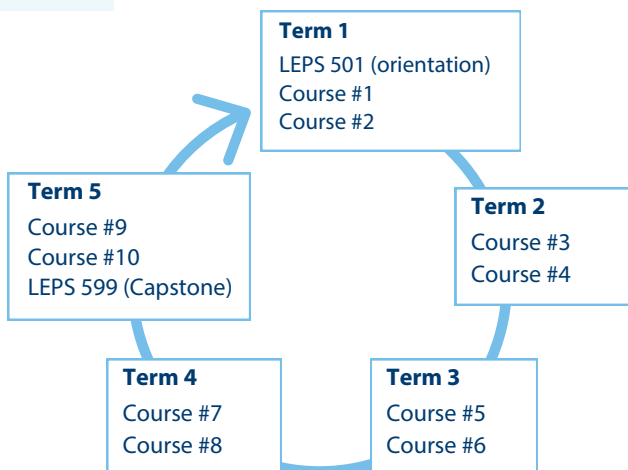 Term 1
LEPS 501 (orientation)
Course #1
Course #2
Term 2
Course #3
Course #4
Term 3
Course #5
Course #6
Term 4
Course #7
Course #8
Term 5
Course #9
Course #10
LEPS 599 (Capstone)